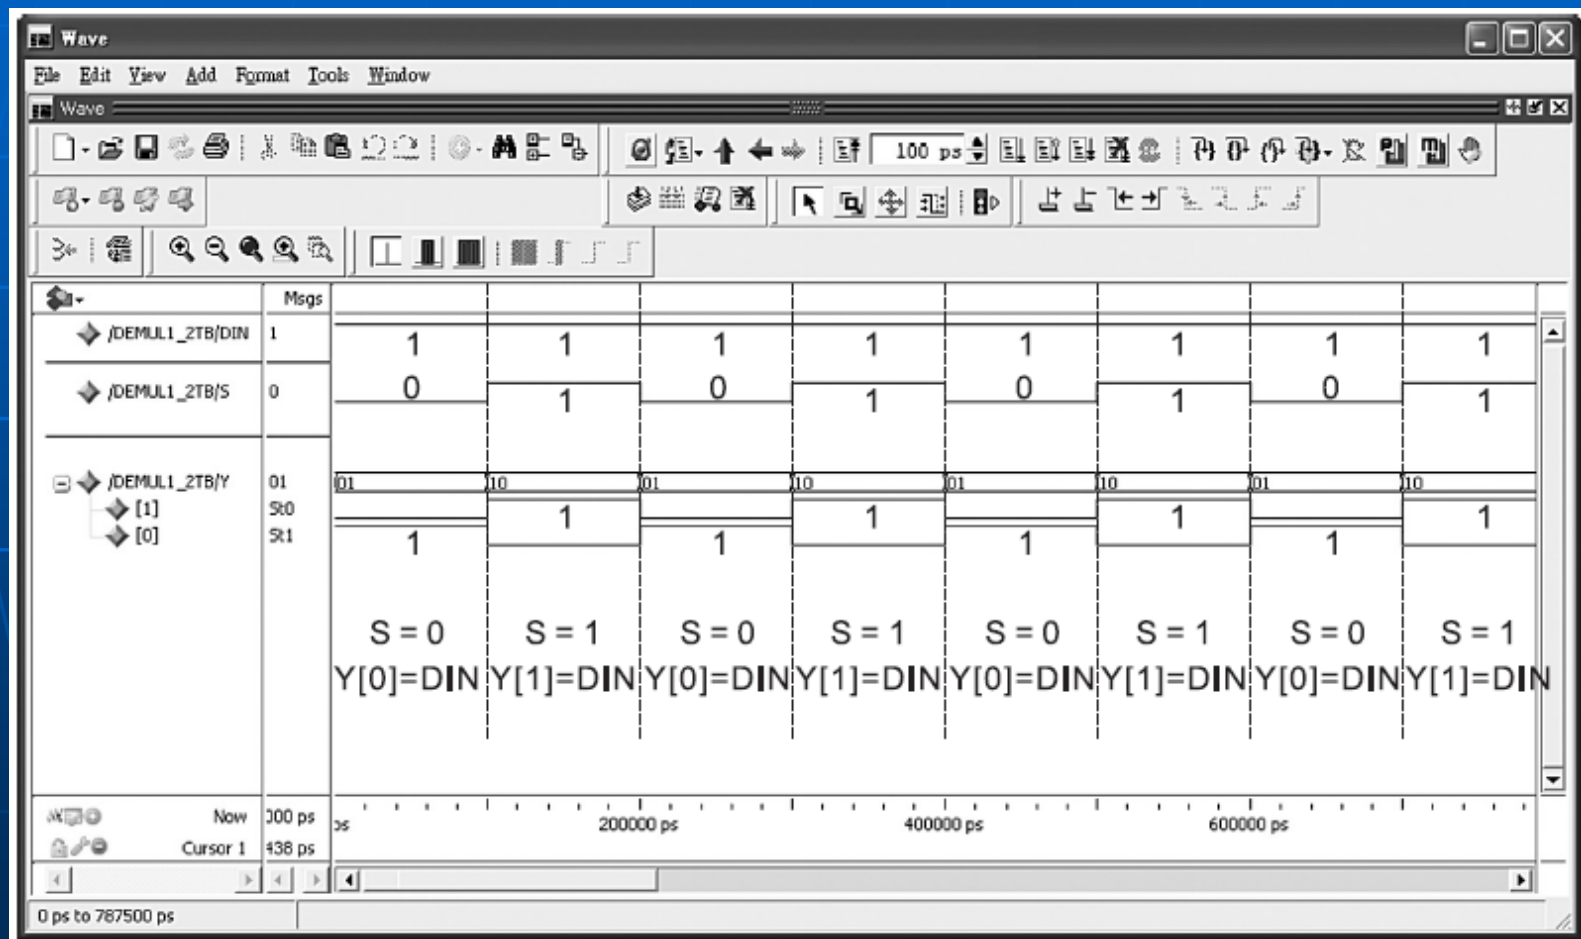 Wave
File Edit View Add Format Tools Window
Wave
100 ps
Msgs
/DEMUL1_2TB/DIN 1 1 1 1 1 1 1 1 1
/DEMUL1_2TB/S 0 0 1 0 1 0 1 0 1
/DEMUL1_2TB/Y 01 01 10 01 10 01 10 01 10
[1] St0 1 1 1 1
[0] St1 1 1 1 1
S = 0 S = 1 S = 0 S = 1 S = 0 S = 1 S = 0 S = 1
Y[0]=DIN Y[1]=DIN Y[0]=DIN Y[1]=DIN Y[0]=DIN Y[1]=DIN Y[0]=DIN Y[1]=DIN
Now 000 ps ps 200000 ps 400000 ps 600000 ps
Cursor 1 438 ps
0 ps to 787500 ps